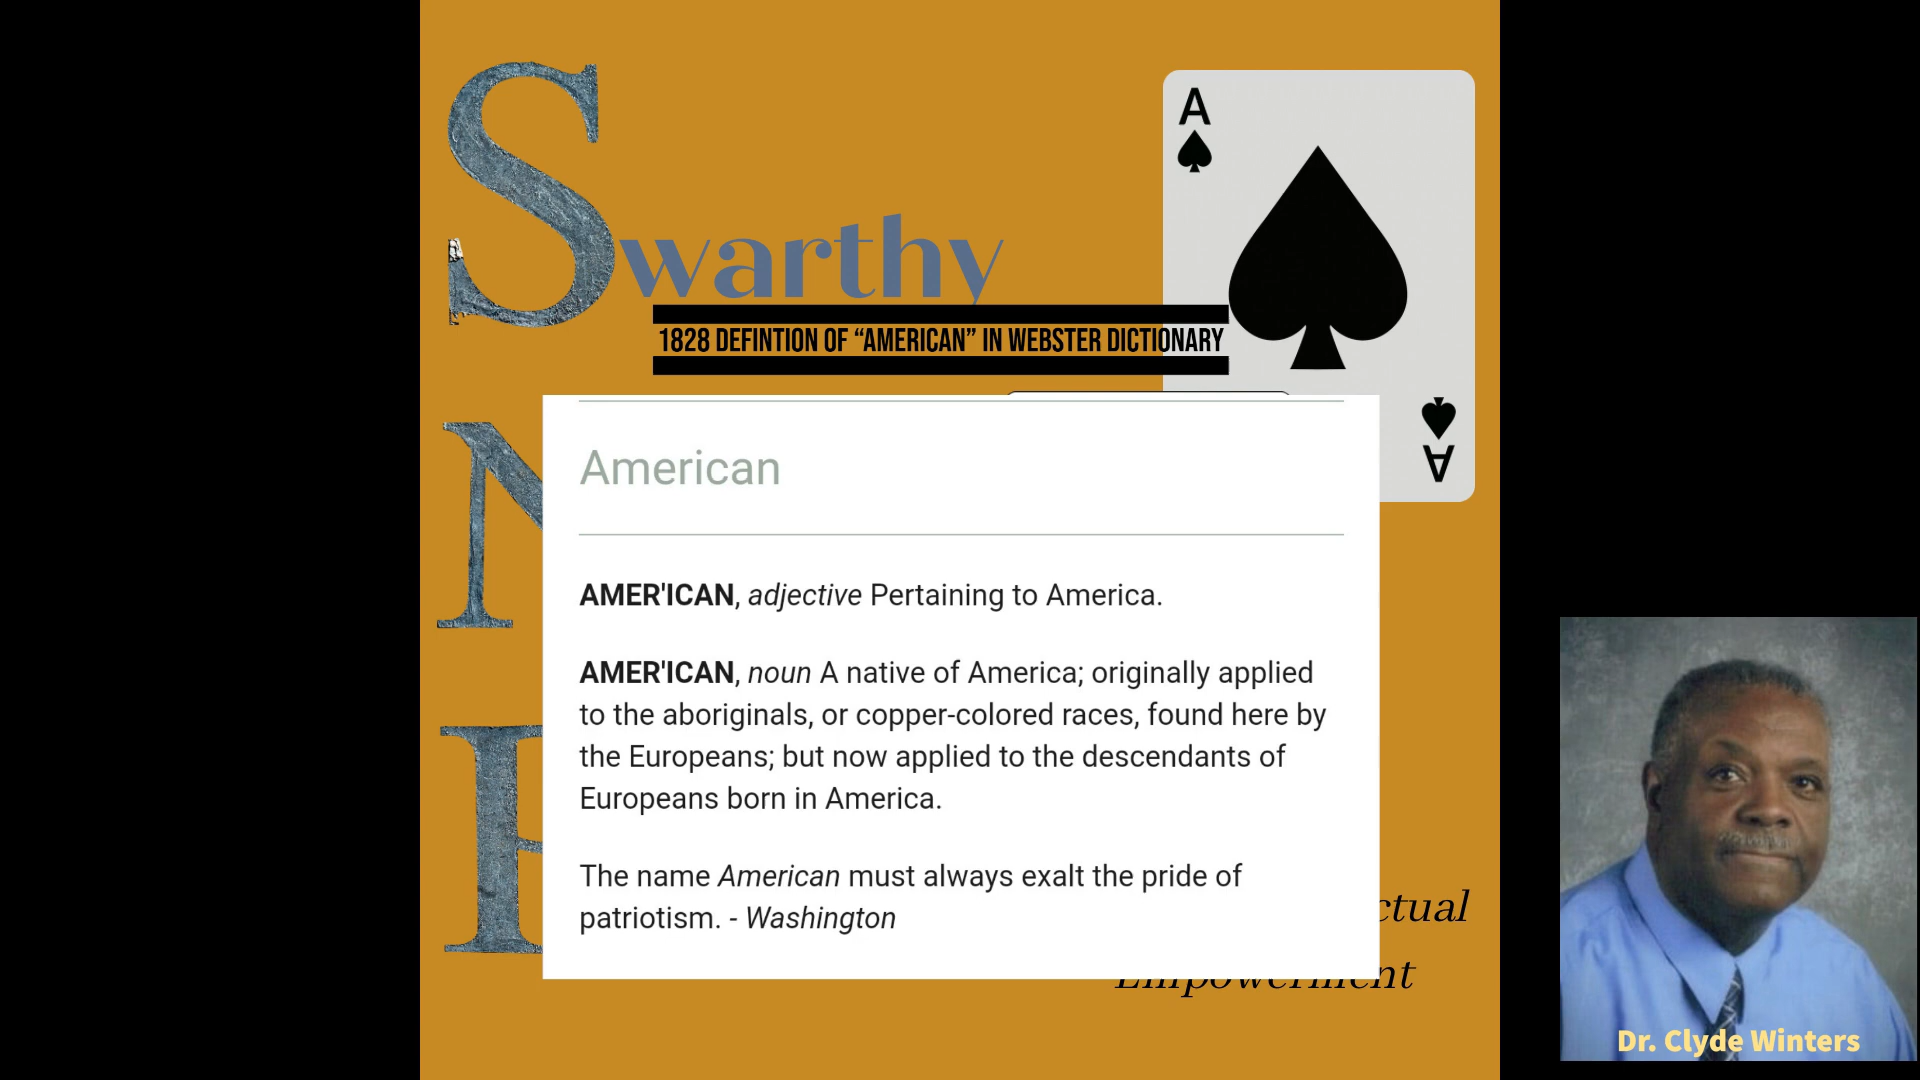 A
Swarthy
1828 DEFINTION OF “AMERICAN” IN WEBSTER DICTIONARY
A
American
AMER'ICAN, adjective Pertaining to America.
AMER'ICAN, noun A native of America; originally applied
to the aboriginals, or copper-colored races, found here by
the Europeans; but now applied to the descendants of
Europeans born in America.
The name American must always exalt the pride of
patriotism. - Washington
N
ctual
Empowerment
Dr. Clyde Winters